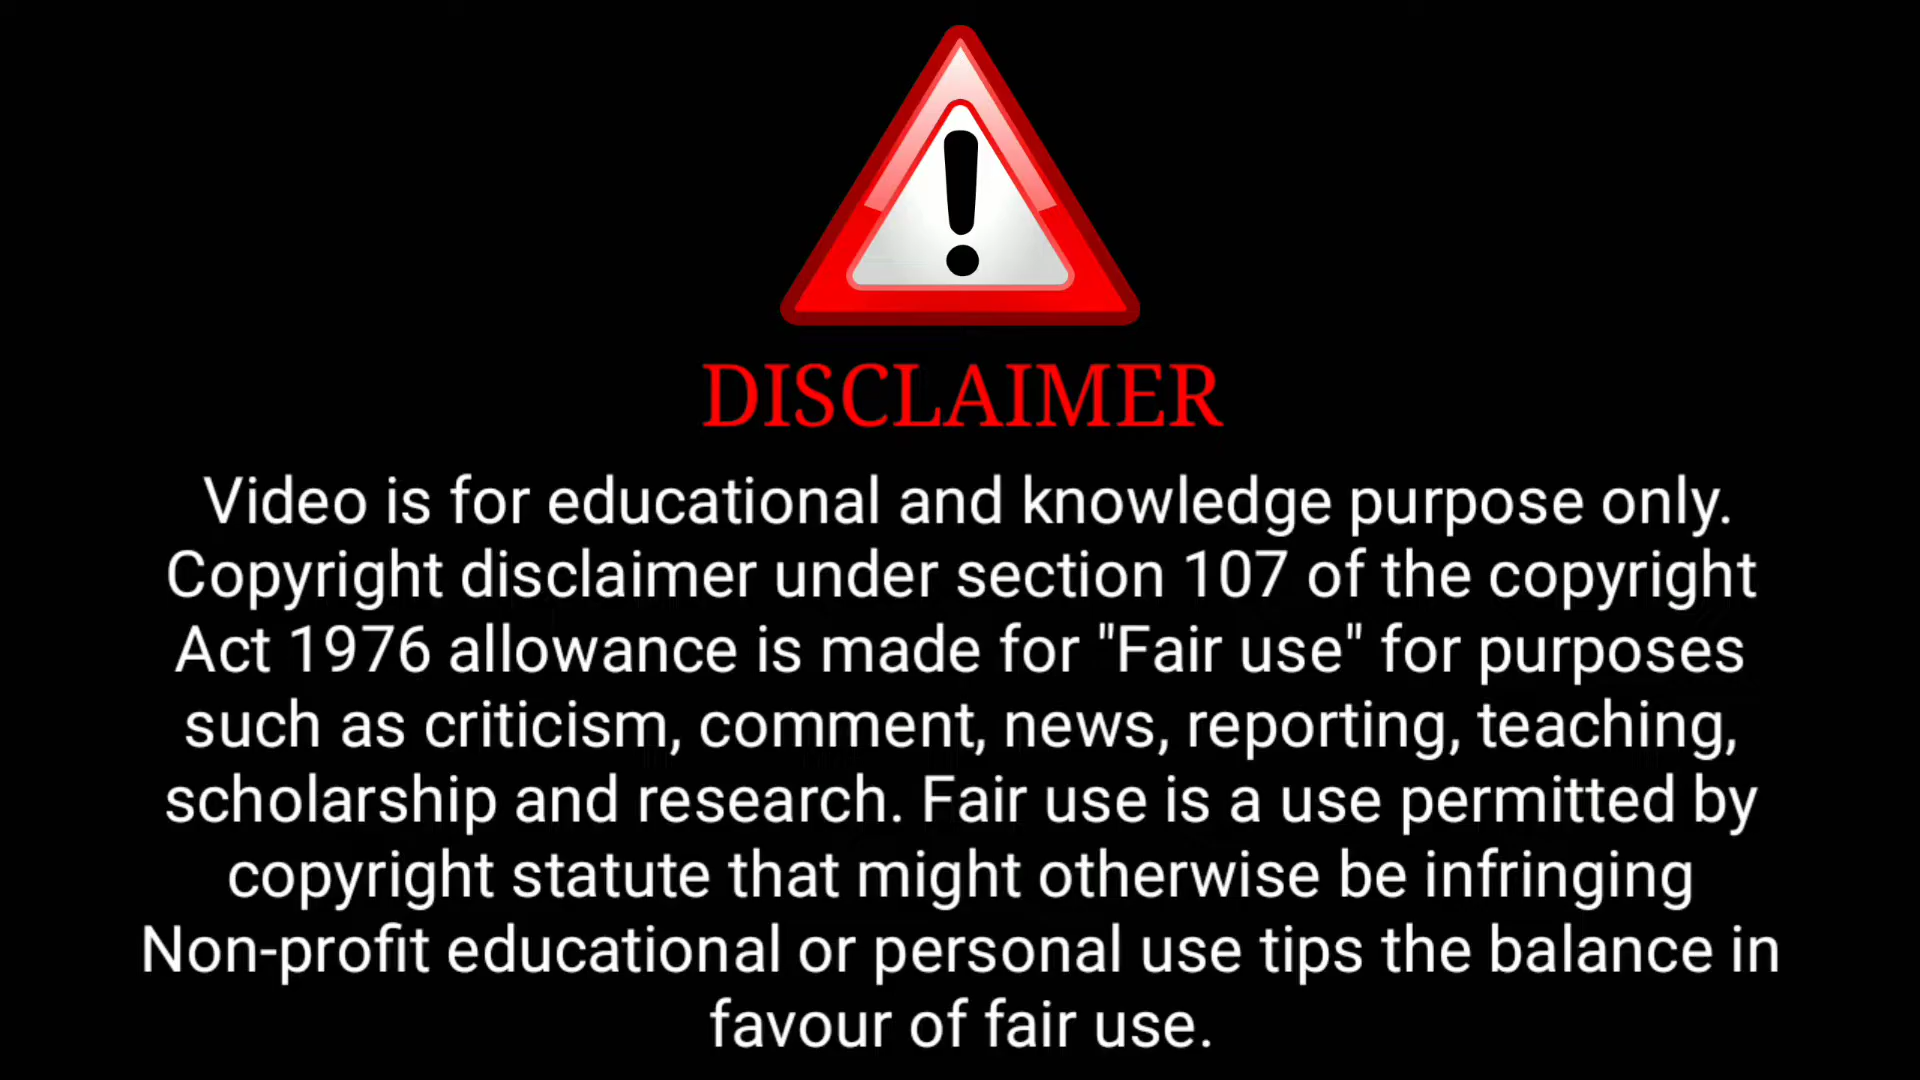 DISCLAIMER
Video is for educational and knowledge purpose only.
Copyright disclaimer under section 107 of the copyright
Act 1976 allowance is made for "Fair use" for purposes
such as criticism, comment, news, reporting, teaching,
scholarship and research. Fair use is a use permitted by
copyright statute that might otherwise be infringing
Non-profit educational or personal use tips the balance in
favour of fair use.